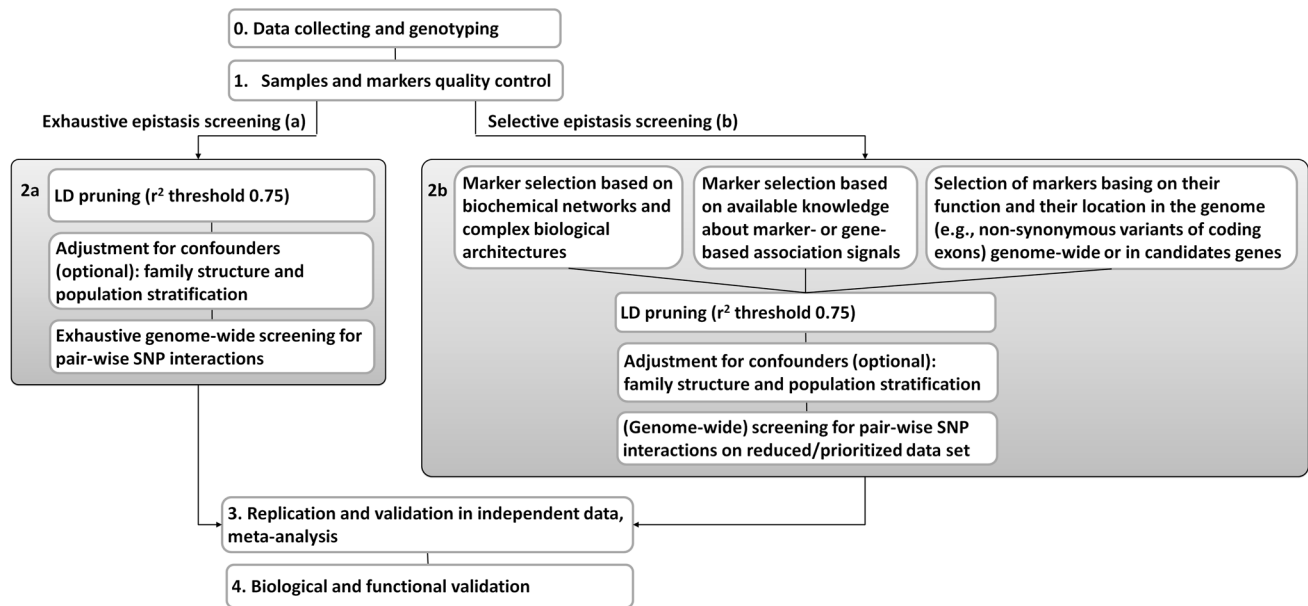 0. Data collecting and genotyping
1. Samples and markers quality control
Exhaustive epistasis screening (a)
Selective epistasis screening (b)
2a
LD pruning (r² threshold 0.75)
Adjustment for confounders
(optional): family structure and
population stratification
Exhaustive genome-wide screening for
pair-wise SNP interactions
2b
Marker selection based on
biochemical networks and
complex biological
architectures
Marker selection based
on available knowledge
about marker- or gene-
based association signals
Selection of markers basing on their
function and their location in the genome
(e.g., non-synonymous variants of coding
exons) genome-wide or in candidates genes
LD pruning (r² threshold 0.75)
Adjustment for confounders (optional):
family structure and population stratification
(Genome-wide) screening for pair-wise SNP
interactions on reduced/prioritized data set
3. Replication and validation in independent data,
meta-analysis
4. Biological and functional validation